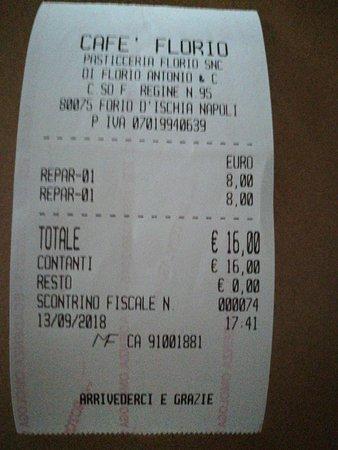 CAFE' FLORIO
PASTICCERIA FLORIO SNC
DI FLORIO ANTONIO & C
C SO F. REGINE N.95
80075 FORIO D'ISCHIA NAPOLI
P IVA 07019940639
EURO
REPAR-01 8,00
REPAR-01 8,00
TOTALE € 16,00
CONTANTI € 16,00
RESTO € 0,00
SCONTRINO FISCALE N. 000074
13/09/2018 17:41
MF CA 91001881
ARRIVEDERCI E GRAZIE